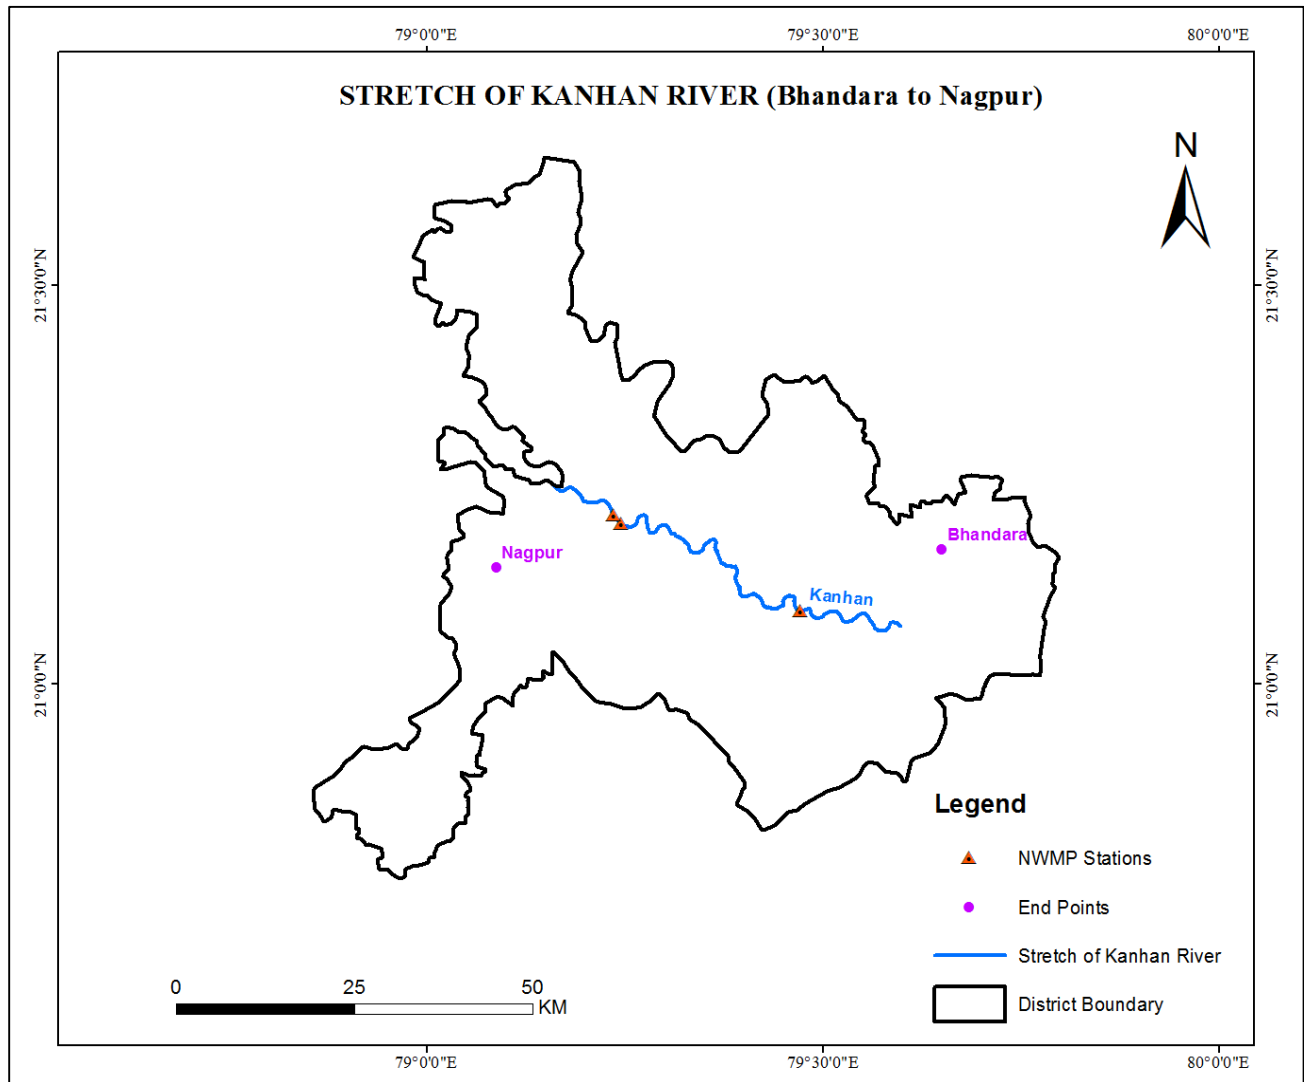 79°0'0"E 79°30'0"E 80°0'0"E
STRETCH OF KANHAN RIVER (Bhandara to Nagpur)
N
21°30'0"N 21°30'0"N
Bhandara
Nagpur
Kanhan
21°0'0"N 21°0'0"N
Legend
NWMP Stations
End Points
Stretch of Kanhan River
District Boundary
0 25 50
KM
79°0'0"E 79°30'0"E 80°0'0"E